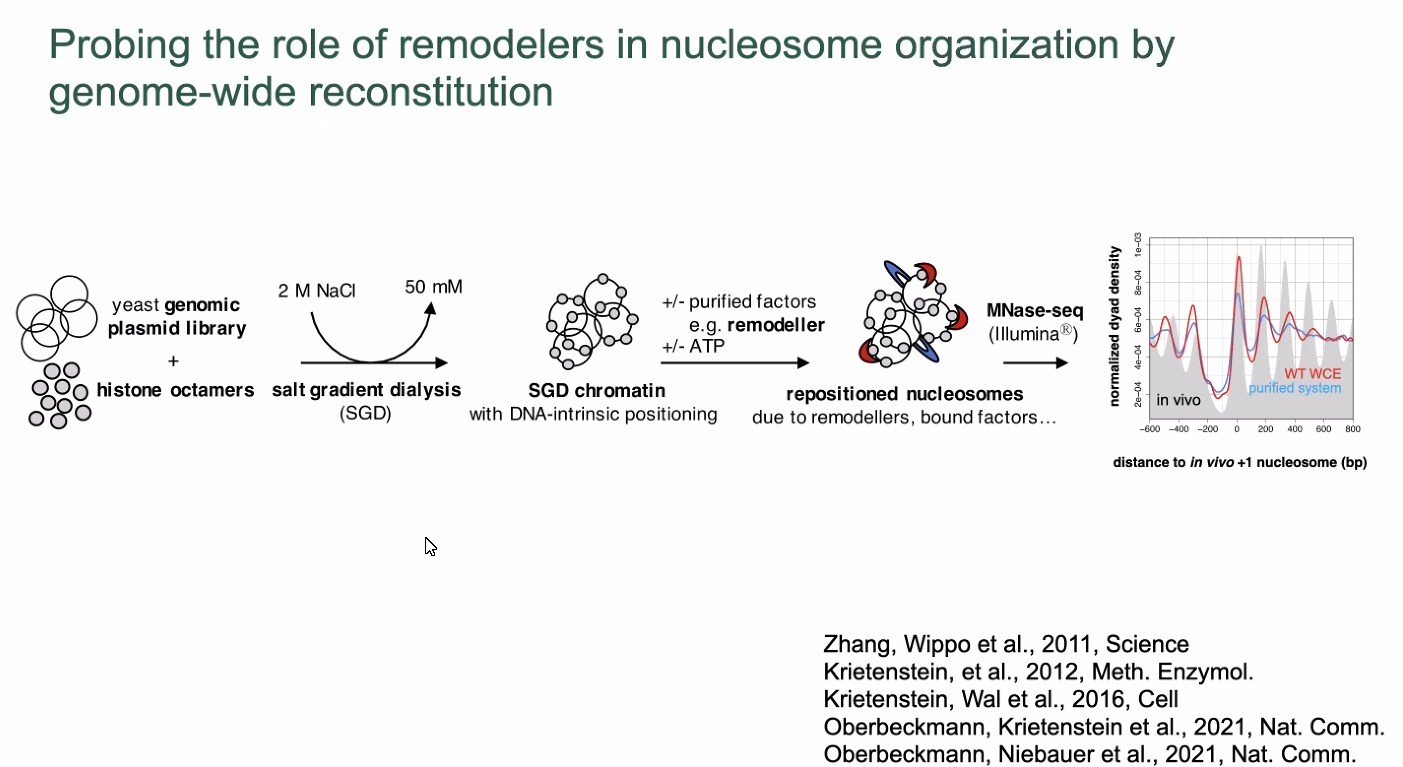 Probing the role of remodelers in nucleosome organization by
genome-wide reconstitution
yeast genomic
plasmid library
+
histone octamers
2 M NaCl
50 mM
salt gradient dialysis
(SGD)
SGD chromatin
with DNA-intrinsic positioning
+/- purified factors
e.g. remodeller
+/- ATP
repositioned nucleosomes
due to remodellers, bound factors…
MNase-seq
(Illumina®)
normalized dyad density
1e−03
8e−04
6e−04
4e−04
2e−04
WT WCE
purified system
in vivo
−600 −400 −200 0 200 400 600 800
distance to in vivo +1 nucleosome (bp)
Zhang, Wippo et al., 2011, Science
Krietenstein, et al., 2012, Meth. Enzymol.
Krietenstein, Wal et al., 2016, Cell
Oberbeckmann, Krietenstein et al., 2021, Nat. Comm.
Oberbeckmann, Niebauer et al., 2021, Nat. Comm.